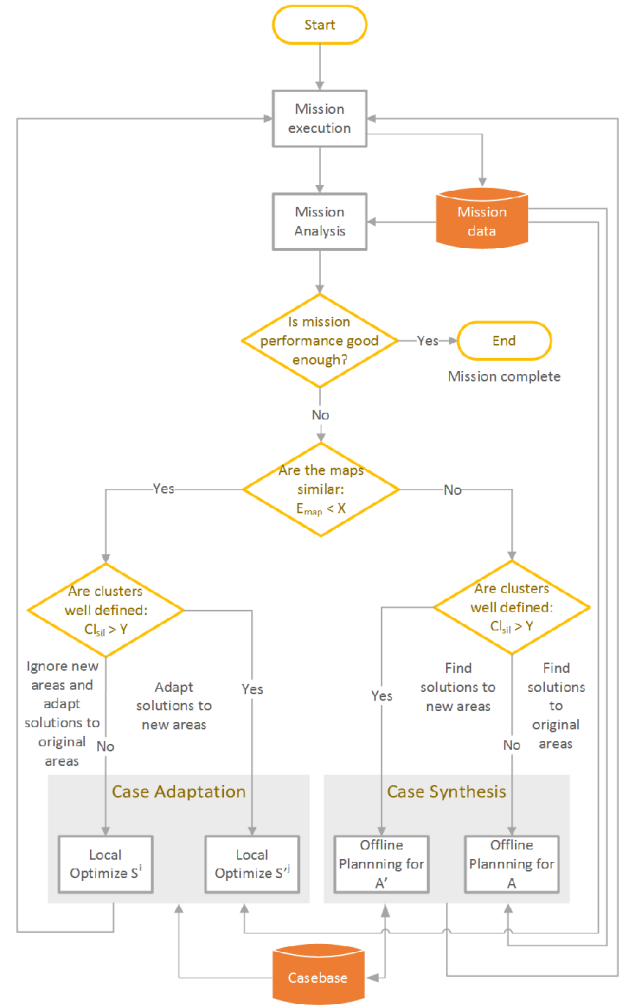 Start
Mission
execution
Mission
Analysis
Mission
data
Is mission
performance good
enough?
Yes
End
Mission complete
No
Are the maps
similar:
Emap < X
Yes
No
Are clusters
well defined:
Clsil > Y
Are clusters
well defined:
Clsil > Y
Ignore new
areas and
adapt
solutions to
original
areas
No
Adapt
solutions to
new areas
Yes
Yes
Find
solutions to
new areas
No
Find
solutions
to
original
areas
Case Adaptation
Case Synthesis
Local
Optimize Si
Local
Optimize S'j
Offline
Plannning for
A'
Offline
Plannning for
A
Casebase